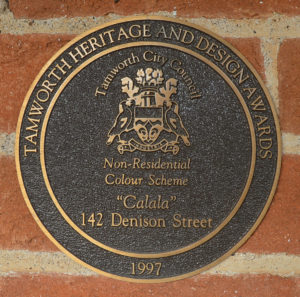 TAMWORTH HERITAGE AND DESIGN AWARDS
Tamworth City Council
Non-Residential
Colour Scheme
"Calala"
142 Denison Street
1997